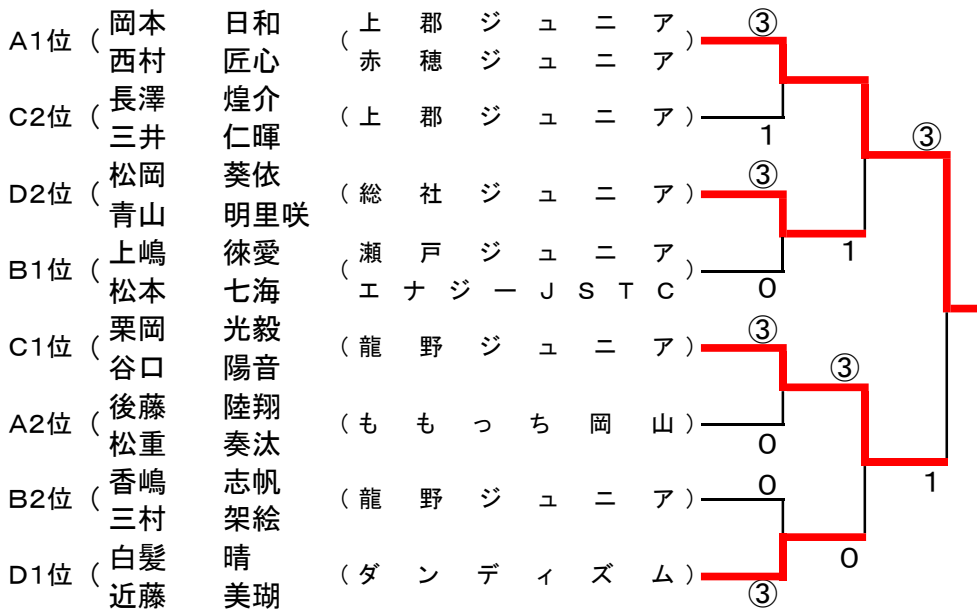 岡本 日和 上郡ジュニア ③
A1位 ( ( )
西村 匠心 赤穂ジュニア
長澤 煌介
C2位 ( (上郡ジュニア)
三井 仁暉 1
③
松岡 葵依 ③
D2位 ( (総社ジュニア)
青山 明里咲
上嶋 徠愛 瀬戸ジュニア 1
B1位 ( ( )
松本 七海 エナジーJSTC 0
栗岡 光毅 ③
C1位 ( (龍野ジュニア)
谷口 陽音 ③
後藤 陸翔
A2位 ( (ももっち岡山)
松重 奏汰 0
香嶋 志帆 0 1
B2位 ( (龍野ジュニア)
三村 架絵
白髪 晴 0
D1位 ( (ダンディズム)
近藤 美瑚 ③